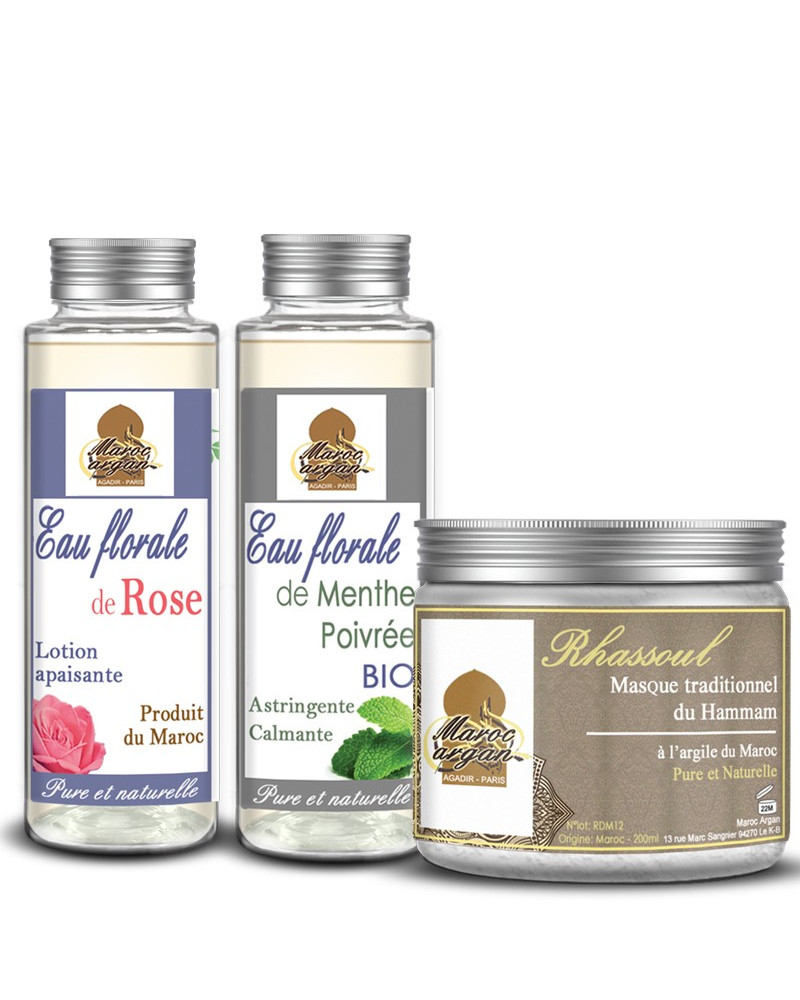 Maroc
argan
AGADIR - PARIS
Eau florale
de Rose
Lotion
apaisante
Produit
du Maroc
Pure et naturelle
Maroc
argan
AGADIR - PARIS
Eau florale
de Menthe
Poivrée
BIO
Astringente
Calmante
Pure et naturelle
Maroc
argan
AGADIR - PARIS
Rhassoul
Masque traditionnel
du Hammam
à l'argile du Maroc
Pure et Naturelle
22M
N°lot: RDM12
Maroc Argan
Origine: Maroc - 200ml
13 rue Marc Sangnier 94270 Le K-B